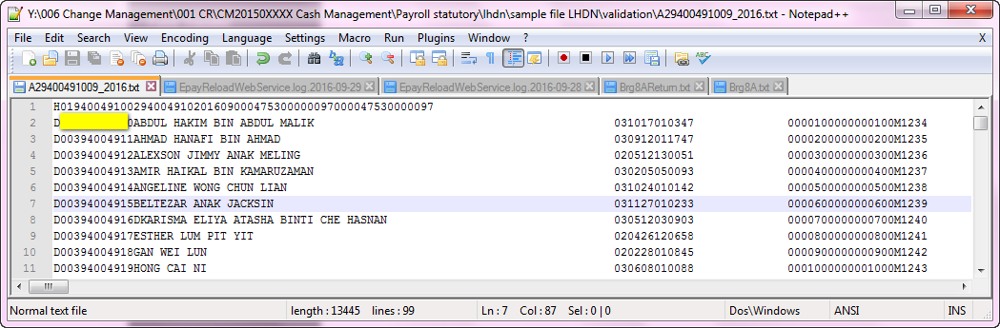 Y:\006 Change Management\001 CR\CM20150XXXX Cash Management\Payroll statutory\lhdn\sample file LHDN\validation\A29400491009_2016.txt - Notepad++
File Edit Search View Encoding Language Settings Macro Run Plugins Window ? X
A29400491009_2016.txt EpayReloadWebService.log.2016-09-29 EpayReloadWebService.log.2016-09-28 Brg8AReturn.txt Brg8A.txt
1 H0194004910029400491020160900047530000009700004753000​0097
2 D 0ABDUL HAKIM BIN ABDUL MALIK 031017010347 0000100000000100M1234
3 D00394004911AHMAD HANAFI BIN AHMAD 030912011747 0000200000000200M1235
4 D00394004912ALEXSON JIMMY ANAK MELING 020512130051 0000300000000300M1236
5 D00394004913AMIR HAIKAL BIN KAMARUZAMAN 030205050093 0000400000000400M1237
6 D00394004914ANGELINE WONG CHUN LIAN 031024010142 0000500000000500M1238
7 D00394004915BELTEZAR ANAK JACKSIN 031127010233 0000600000000600M1239
8 D00394004916DKARISMA ELIYA ATASHA BINTI CHE HASNAN 030512030903 0000700000000700M1240
9 D00394004917ESTHER LUM PIT YIT 020426120658 0000800000000800M1241
10 D00394004918GAN WEI LUN 020228010845 0000900000000900M1242
11 D00394004919HONG CAI NI 030608010088 0001000000001000M1243
Normal text file length : 13445 lines : 99 Ln : 7 Col : 87 Sel : 0 | 0 Dos\Windows ANSI INS